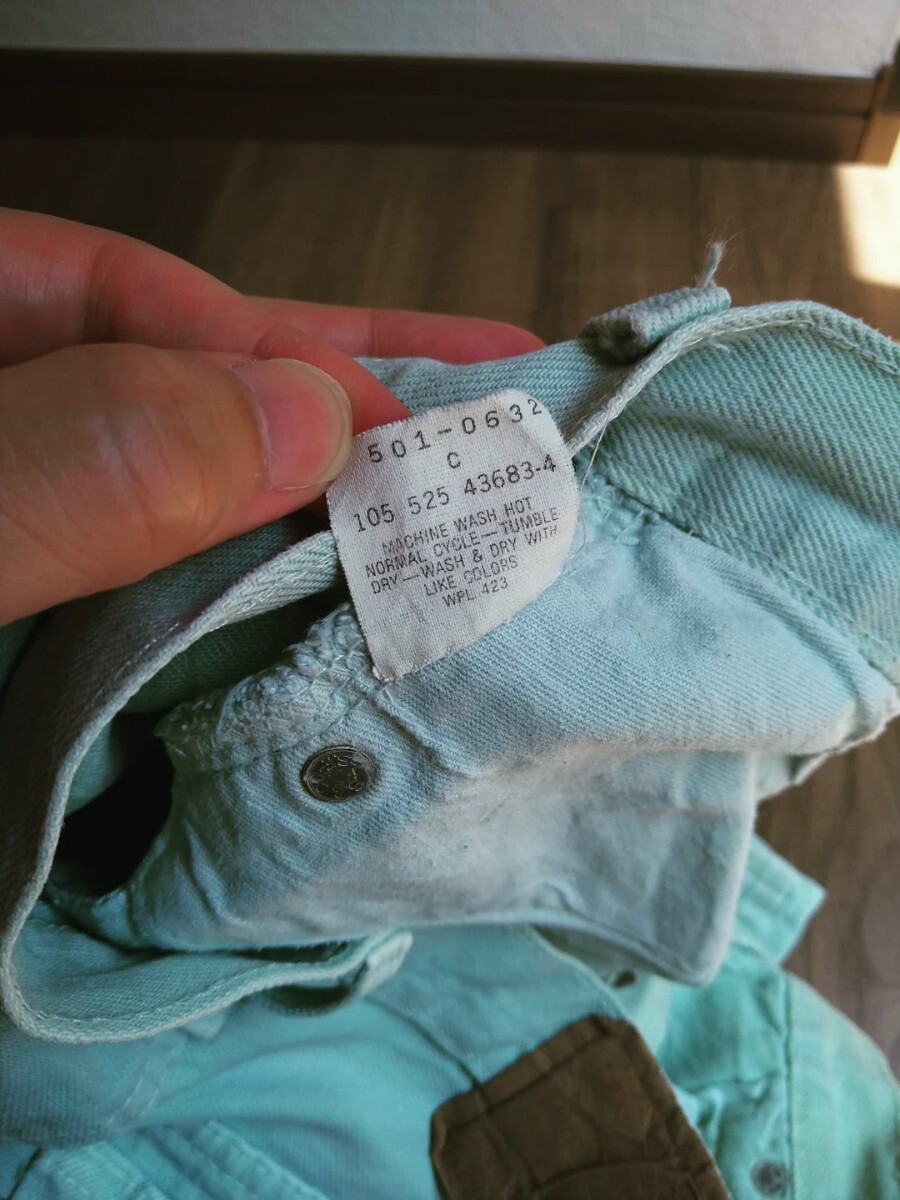 501-0632
C
105 525 43683-4
MACHINE WASH HOT
NORMAL CYCLE—TUMBLE
DRY—WASH & DRY WITH
LIKE COLORS
WPL 423